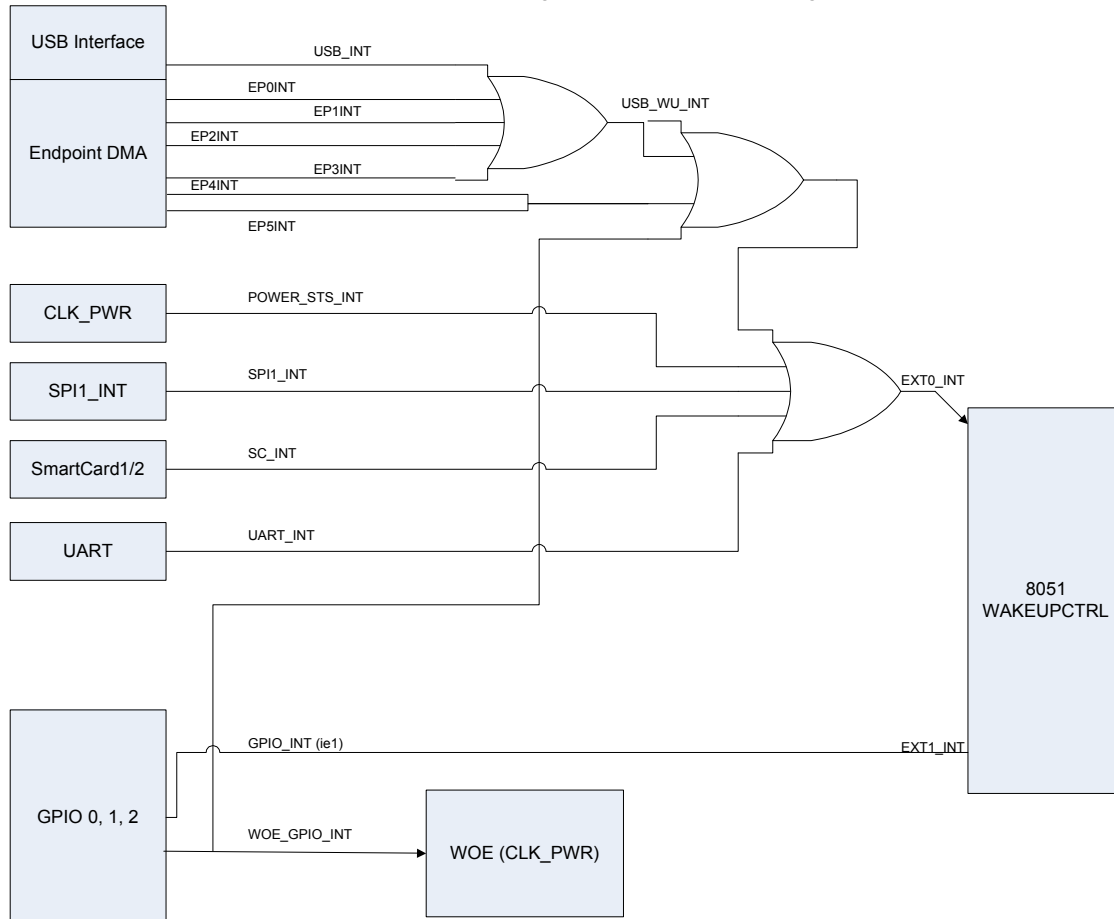 USB Interface
USB_INT
EP0INT
USB_WU_INT
EP1INT
EP2INT
Endpoint DMA
EP3INT
EP4INT
EP5INT
CLK_PWR
POWER_STS_INT
SPI1_INT
SPI1_INT
EXT0_INT
SmartCard1/2
SC_INT
UART
UART_INT
8051
WAKEUPCTRL
GPIO_INT (ie1)
EXT1_INT
GPIO 0, 1, 2
WOE_GPIO_INT
WOE (CLK_PWR)